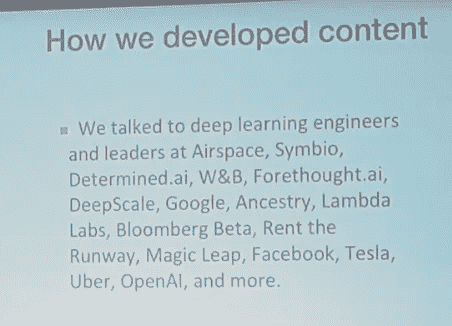 How we developed content
We talked to deep learning engineers
and leaders at Airspace, Symbio,
Determined.ai, W&B, Forethought.ai,
DeepScale, Google, Ancestry, Lambda
Labs, Bloomberg Beta, Rent the
Runway, Magic Leap, Facebook, Tesla,
Uber, OpenAI, and more.